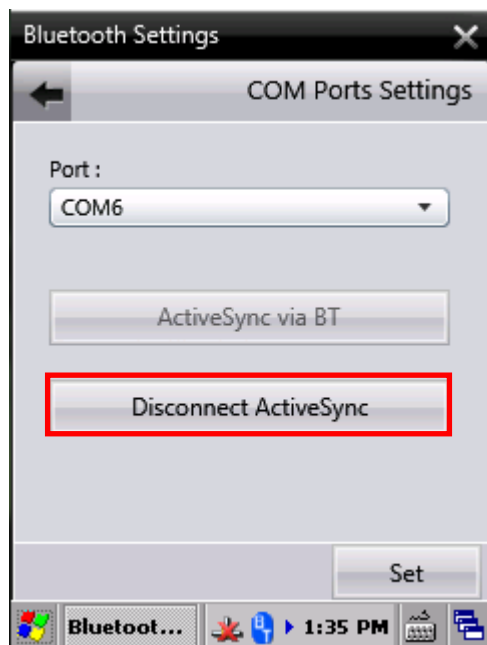 Bluetooth Settings
COM Ports Settings
Port :
COM6
ActiveSync via BT
Disconnect ActiveSync
Set
Bluetoot... 1:35 PM